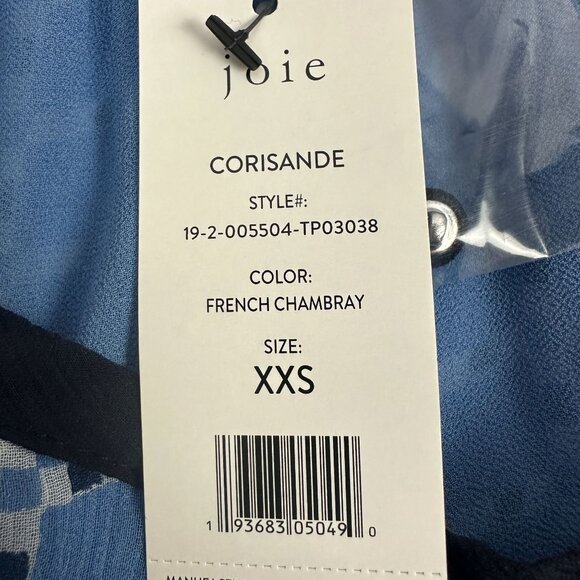 joie
CORISANDE
STYLE#:
19-2-005504-TP03038
COLOR:
FRENCH CHAMBRAY
SIZE:
XXS
1 93683 05049 0